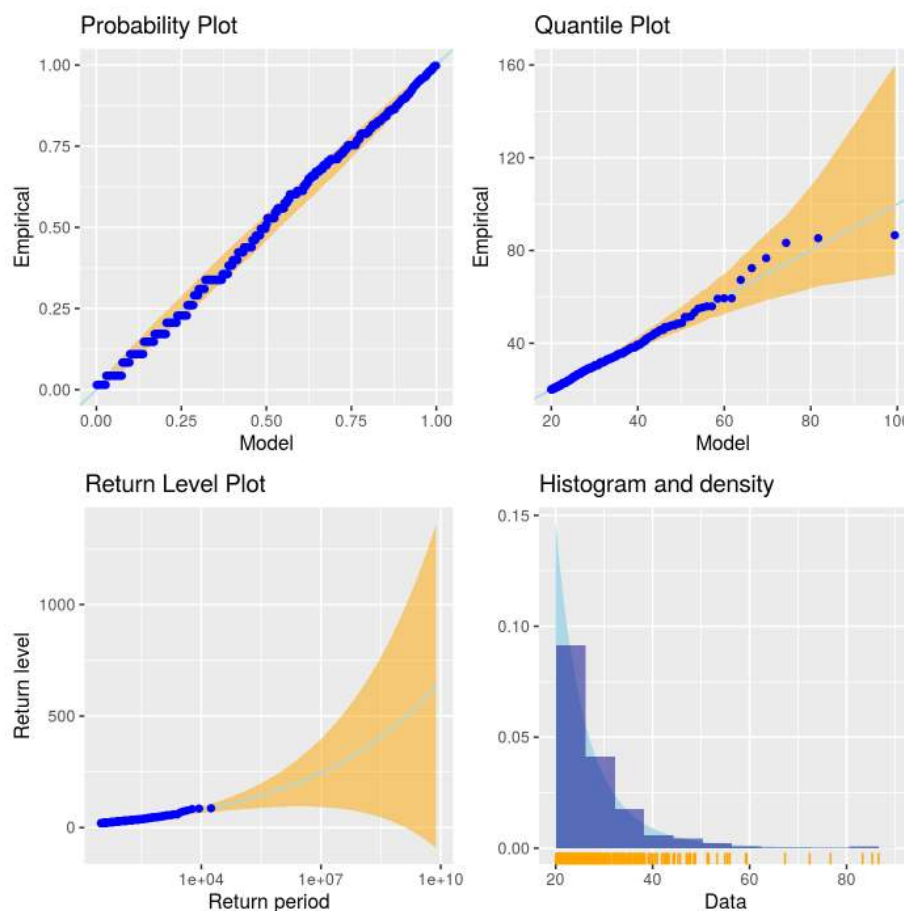 Probability Plot
1.00
0.75
0.50
0.25
0.00
Empirical
0.00 0.25 0.50 0.75 1.00
Model
Quantile Plot
160
120
80
40
Empirical
20 40 60 80 100
Model
Return Level Plot
1000
500
0
Return level
1e+04 1e+07 1e+10
Return period
Histogram and density
0.15
0.10
0.05
0.00
20 40 60 80
Data